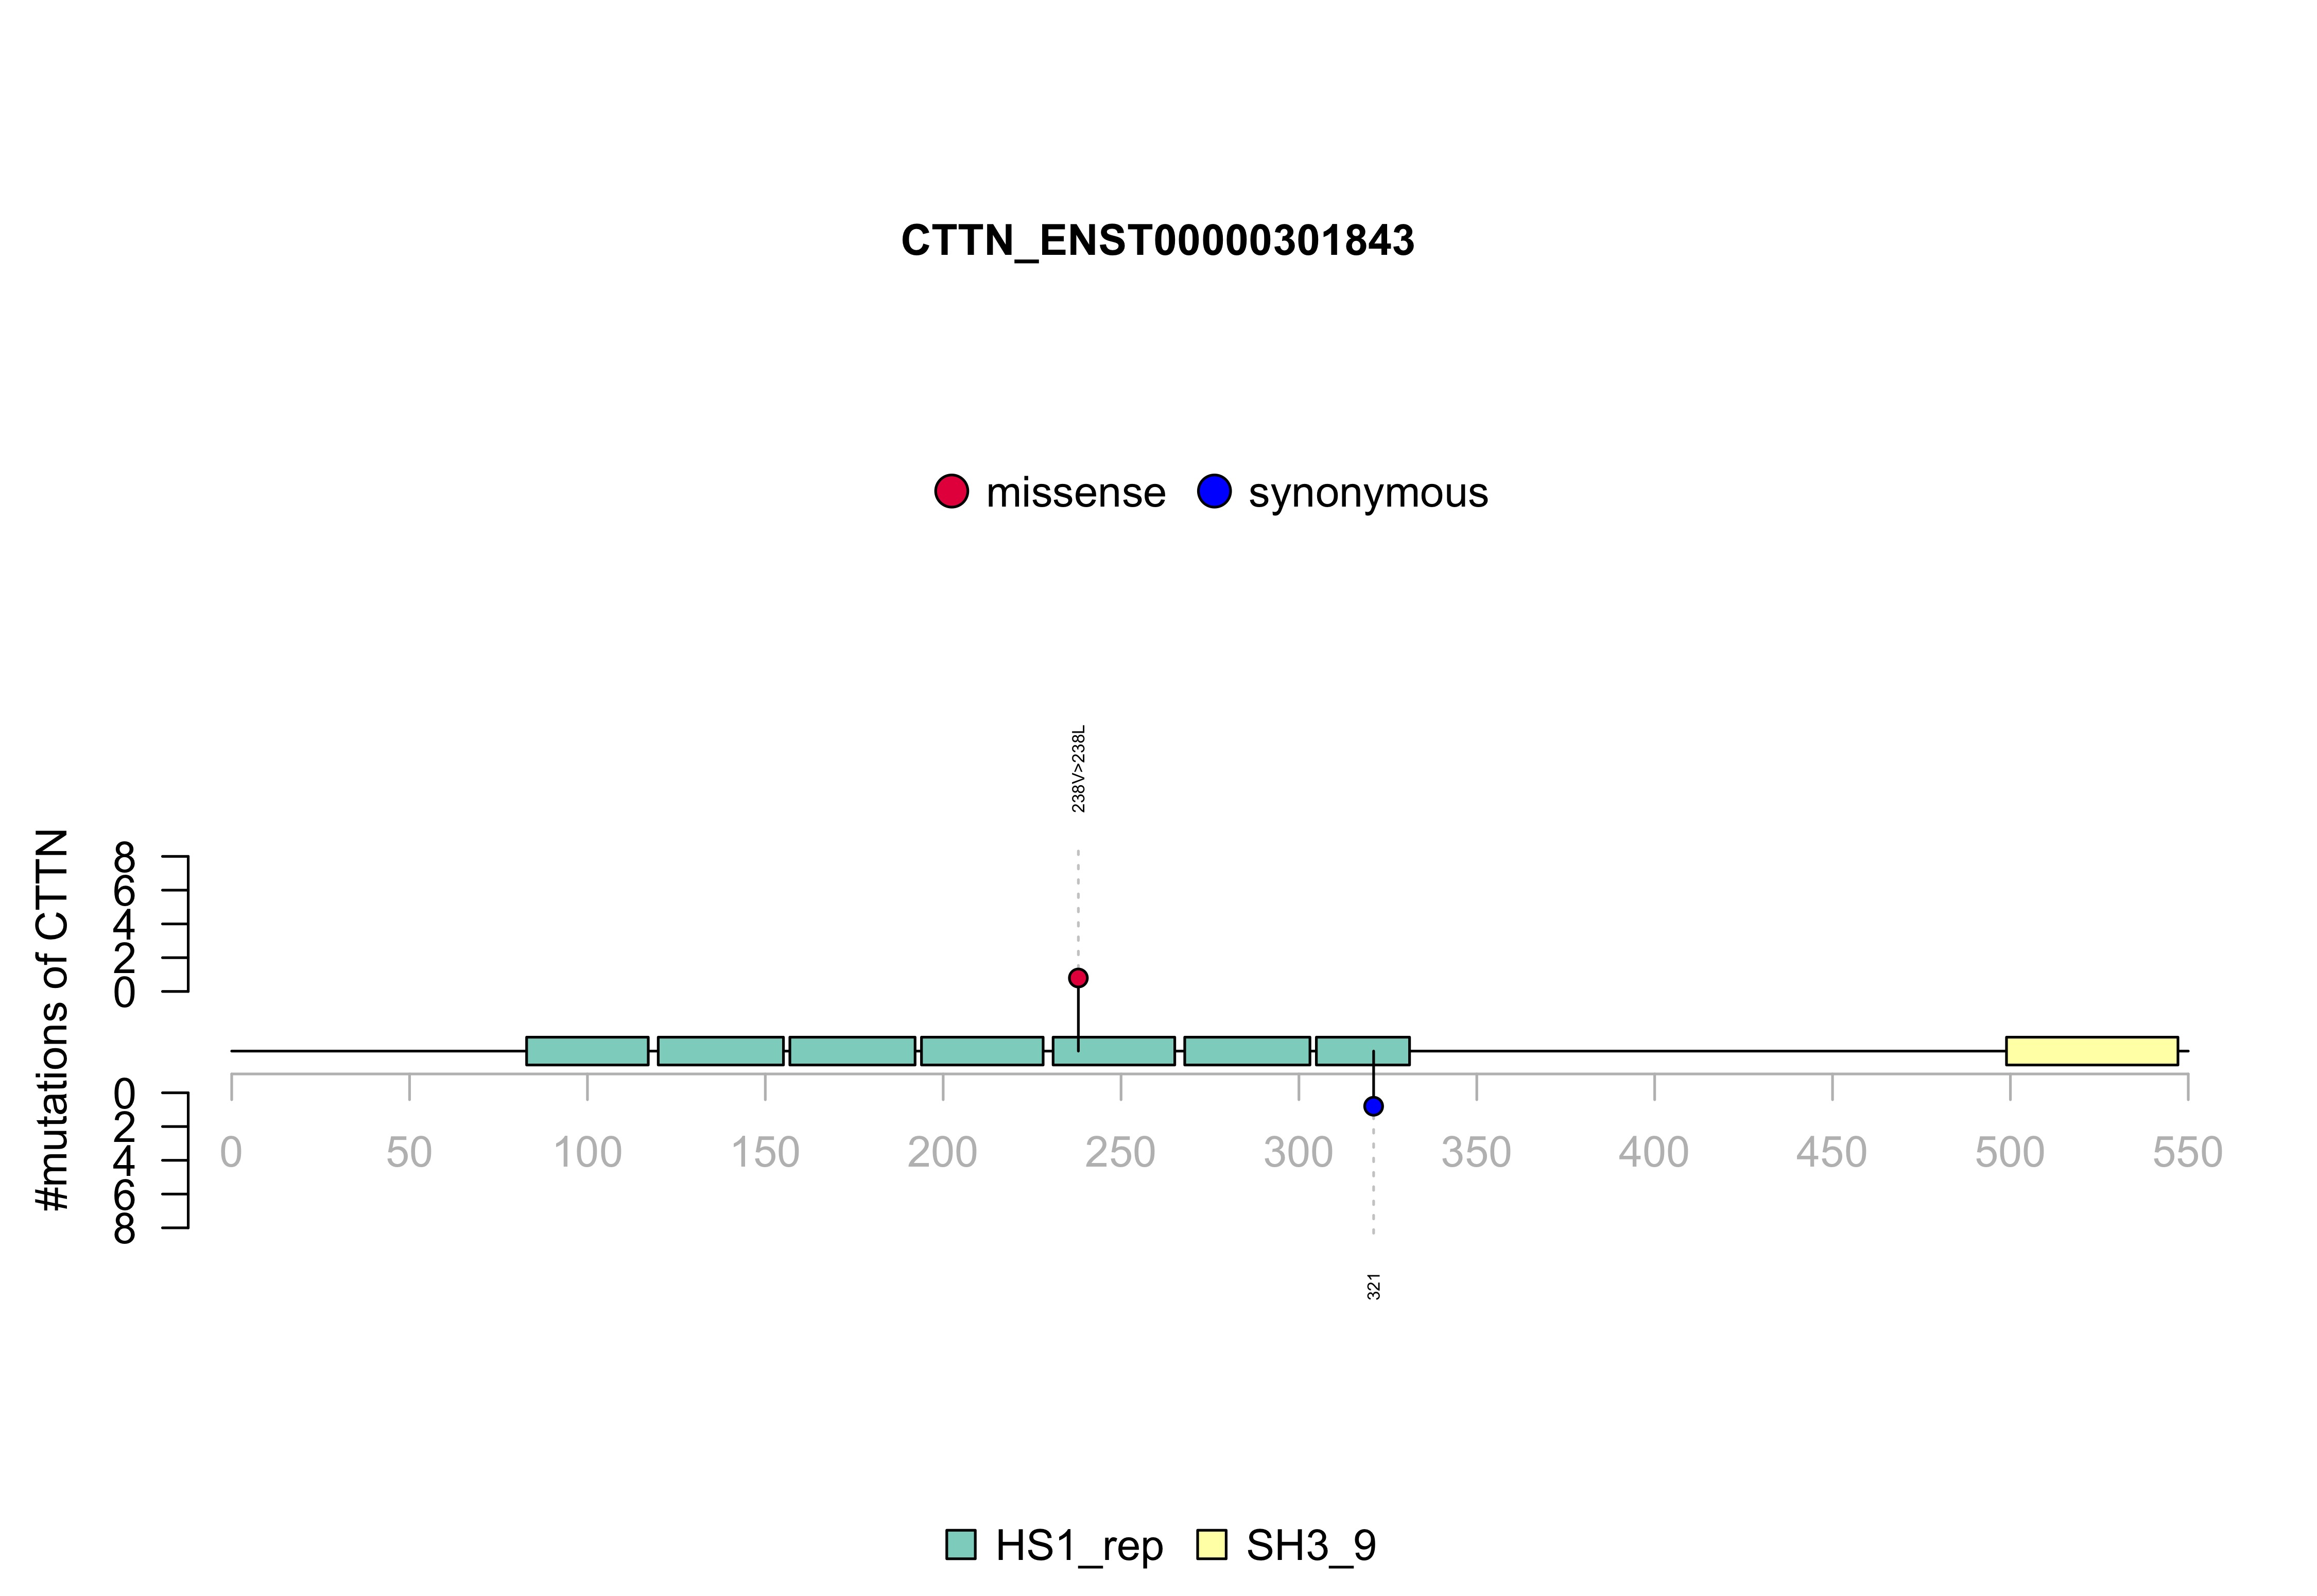 CTTN_ENST00000301843
missense synonymous
238V>238L
#mutations of CTTN
8
6
4
2
0
0
2
4
6
8
0 50 100 150 200 250 300 350 400 450 500 550
321
HS1_rep SH3_9